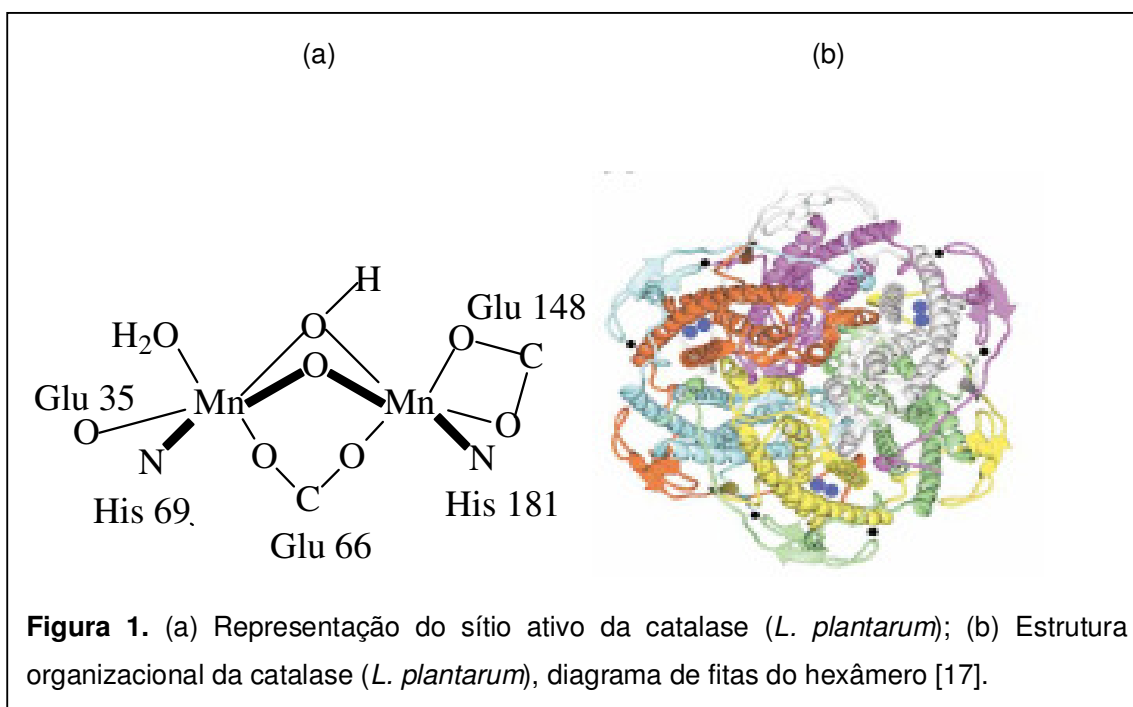 (a) (b)
H
O
Glu 148
H2O
O
C
O
Glu 35
Mn
Mn
O
O
N
O
O
N
C
His 69
His 181
Glu 66
Figura 1. (a) Representação do sítio ativo da catalase (L. plantarum); (b) Estrutura
organizacional da catalase (L. plantarum), diagrama de fitas do hexâmero [17].